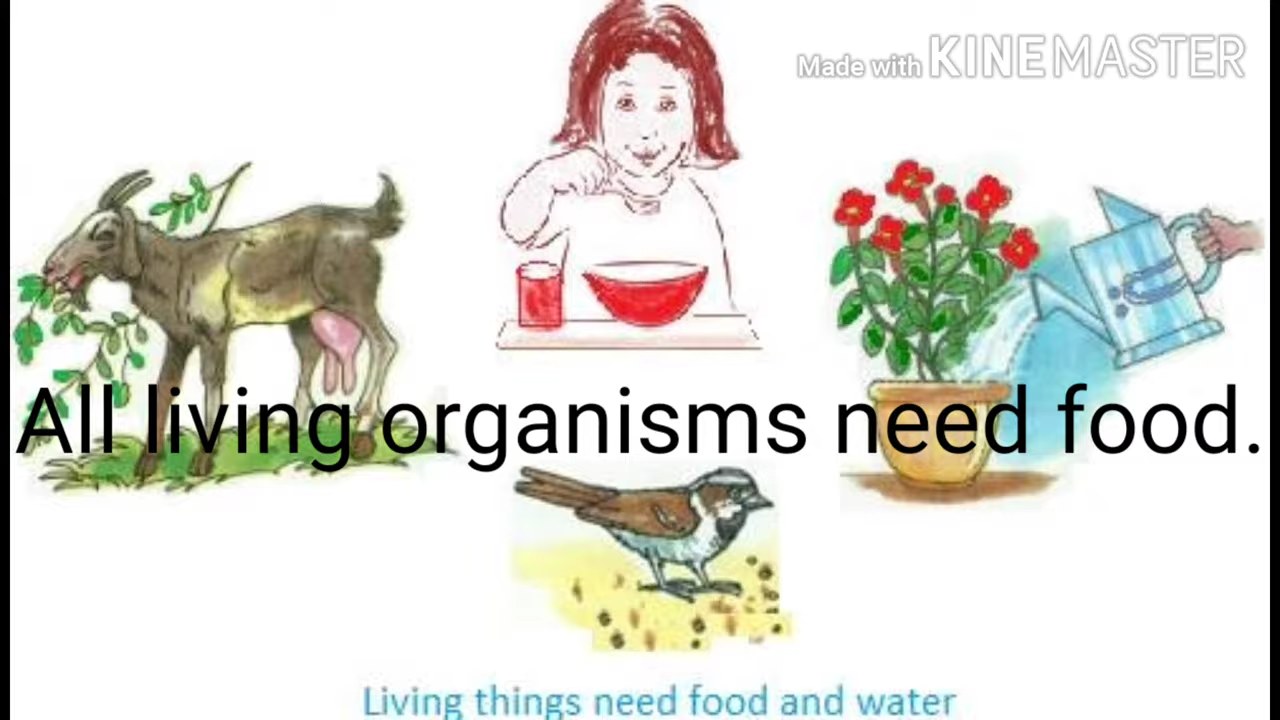 Made with KINEMASTER
All living organisms need food.
Living things need food and water